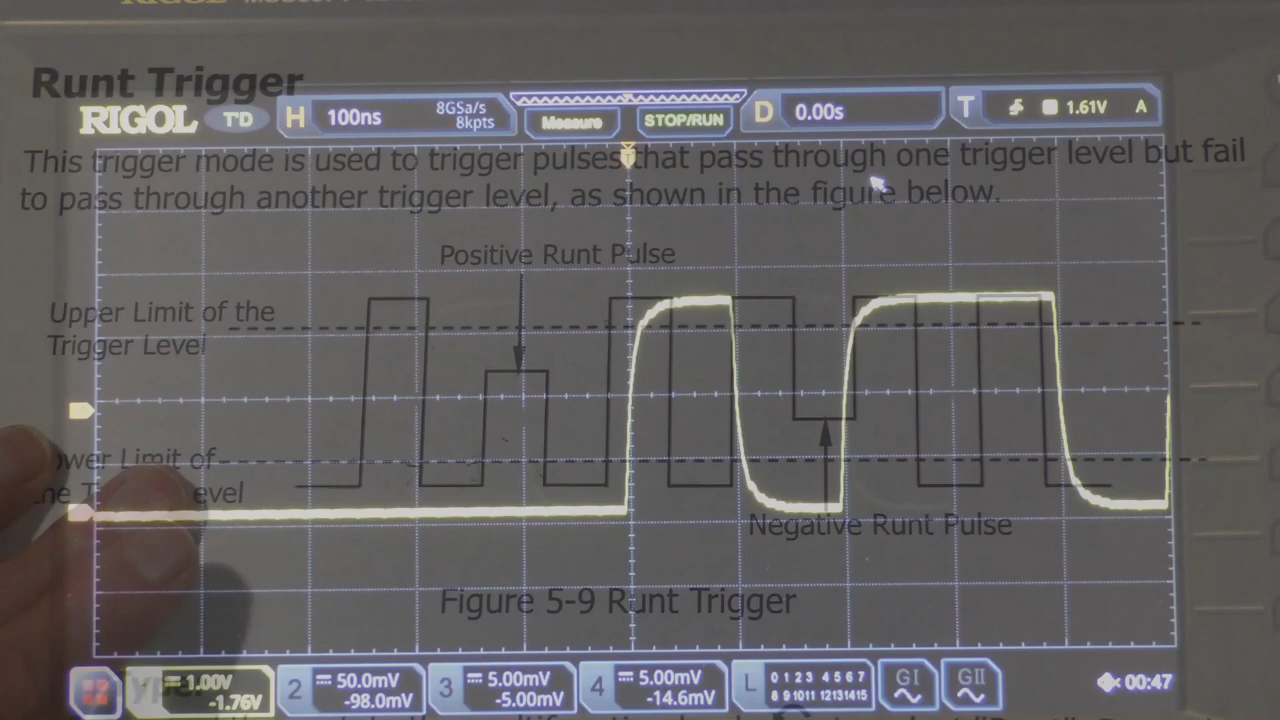 RIGOL
Runt Trigger
RIGOL T'D H 100ns 8GSa/s 8kpts Measure STOP/RUN D 0.00s T 1.61V A
T
This trigger mode is used to trigger pulses that pass through one trigger level but fail
to pass through another trigger level, as shown in the figure below.
Positive Runt Pulse
Upper Limit of the
Trigger Level
ower Limit of
evel
Negative Runt Pulse
Figure 5-9 Runt Trigger
1.00V 2 50.0mV 3 5.00mV 4 5.00mV L 0 1 2 3 4 5 6 7 GI GII 00:47
-1.76V -98.0mV -5.00mV -14.6mV 8 9 10 11 12 13 14 15